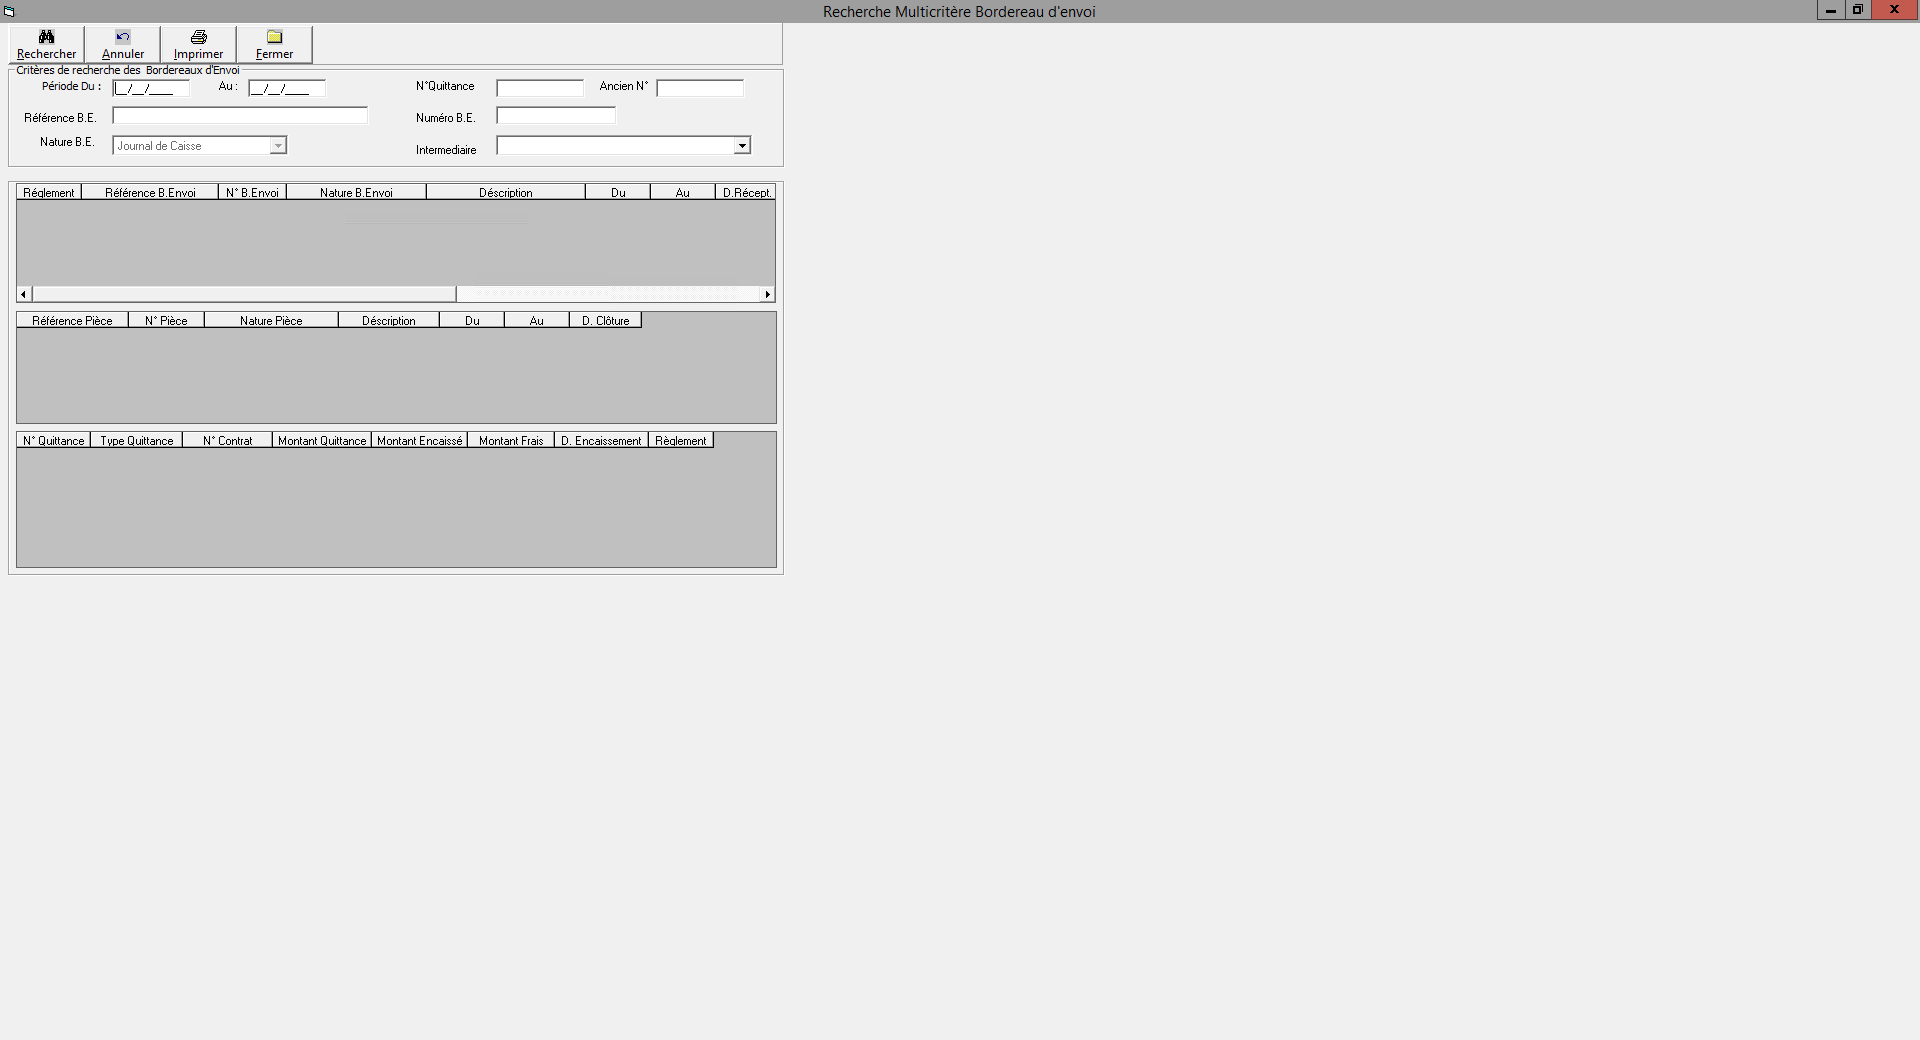 Recherche Multicritère Bordereau d'envoi
Rechercher Annuler Imprimer Fermer
Critères de recherche des Bordereaux d'Envoi
Période Du : __/__/____ Au : __/__/____ N°Quittance Ancien N°
Référence B.E. Numéro B.E.
Nature B.E. Journal de Caisse Intermediaire
Réglement Référence B.Envoi N° B.Envoi Nature B.Envoi Déscription Du Au D.Récept.
Référence Pièce N° Pièce Nature Pièce Déscription Du Au D. Clôture
N° Quittance Type Quittance N° Contrat Montant Quittance Montant Encaissé Montant Frais D. Encaissement Règlement